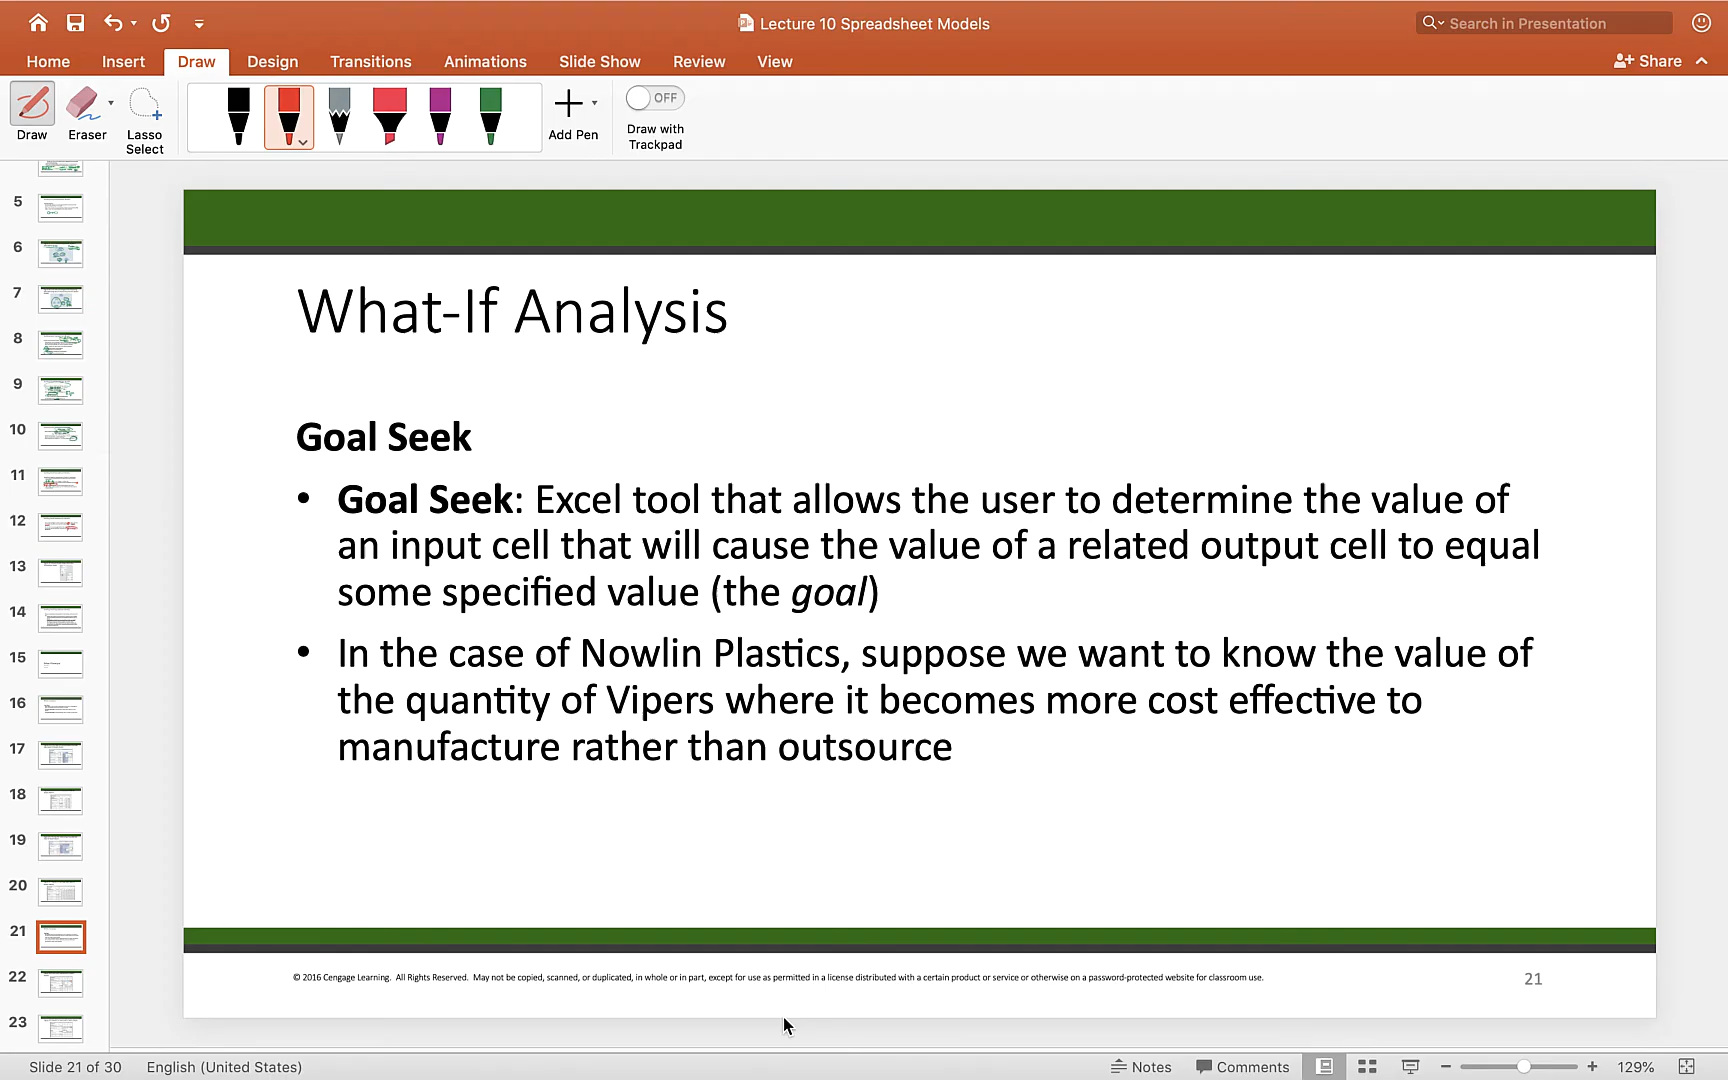 Lecture 10 Spreadsheet Models
Search in Presentation
Home Insert Draw Design Transitions Animations Slide Show Review View
Share
Draw
Eraser
Lasso
Select
Add Pen
OFF
Draw with
Trackpad
5
6
7
8
9
10
11
12
13
14
15
16
17
18
19
20
21
22
23
What-If Analysis
Goal Seek
• Goal Seek: Excel tool that allows the user to determine the value of
an input cell that will cause the value of a related output cell to equal
some specified value (the goal)
• In the case of Nowlin Plastics, suppose we want to know the value of
the quantity of Vipers where it becomes more cost effective to
manufacture rather than outsource
© 2016 Cengage Learning. All Rights Reserved. May not be copied, scanned, or duplicated, in whole or in part, except for use as permitted in a license distributed with a certain product or service or otherwise on a password-protected website for classroom use.
21
Slide 21 of 30 English (United States)
Notes Comments 129%